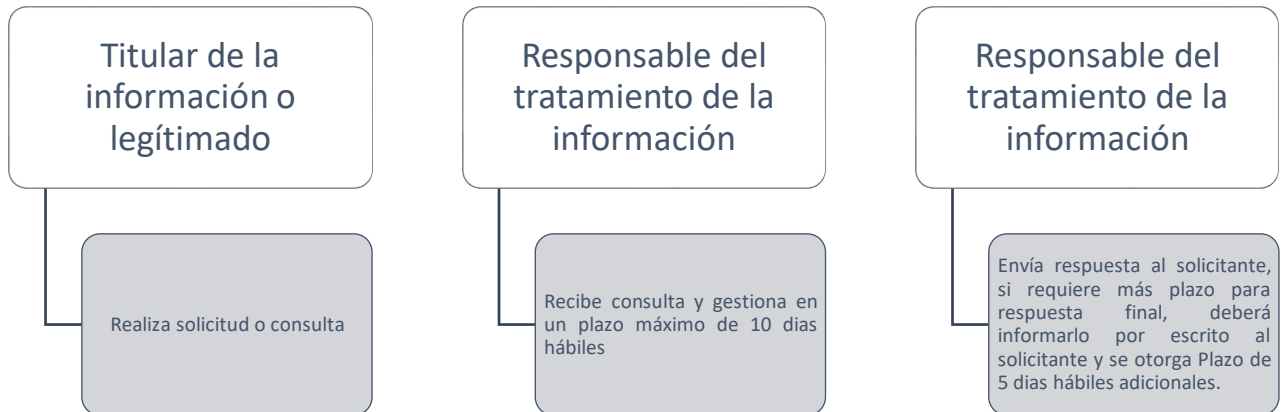 Titular de la
información o
legítimado
Realiza solicitud o consulta
Responsable del
tratamiento de la
información
Recibe consulta y gestiona en
un plazo máximo de 10 dias
hábiles
Responsable del
tratamiento de la
información
Envía respuesta al solicitante,
si requiere más plazo para
respuesta final, deberá
informarlo por escrito al
solicitante y se otorga Plazo de
5 dias hábiles adicionales.